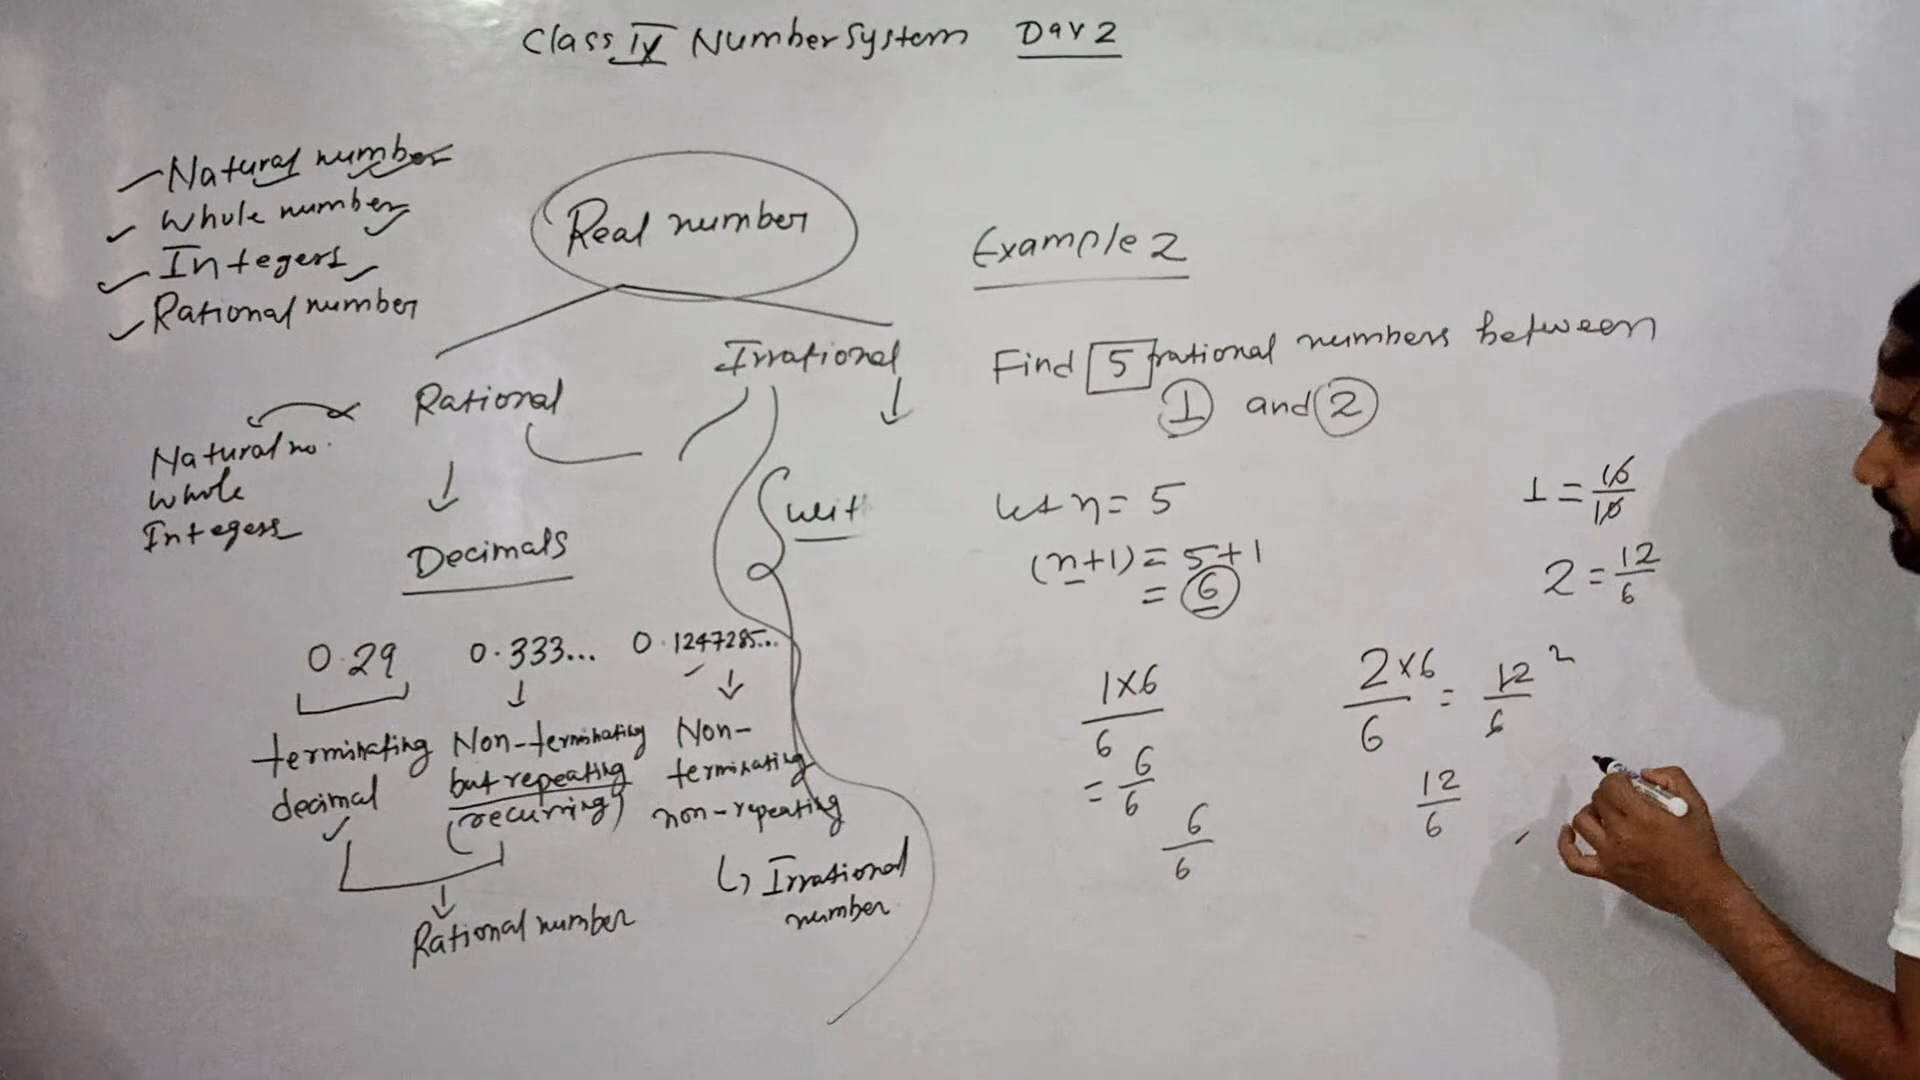 Class IX Number System Day 2
Natural number
Whole number
Integers
Rational number
Real number
Rational
Irrational
Natural no.
Whole
Integers
Decimals
0.29
0.333...
0.1247285...
terminating
decimal
Non-terminating
but repeating
(recurring)
Non-
terminating
non-repeating
Rational number
Irrational
number
Example 2
Find 5 rational numbers between
1 and 2
let n = 5
(n+1) = 5+1
= 6
1 = 10/10
2 = 12/6
1×6/6
= 6/6
6/6
2×6/6 = 12/6 2
12/6